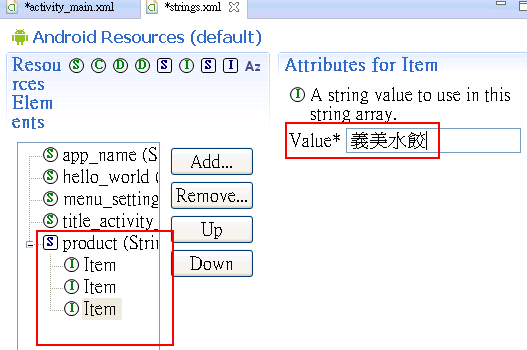 *activity_main.xml
*strings.xml
Android Resources (default)
Resou
rces
Elem
ents
S C D D S I S I Az
Attributes for Item
I A string value to use in this
string array.
Value* 義美水餃
S app_name (S
S hello_world (
S menu_setting
S title_activity_
S product (Strin
I Item
I Item
I Item
Add...
Remove...
Up
Down